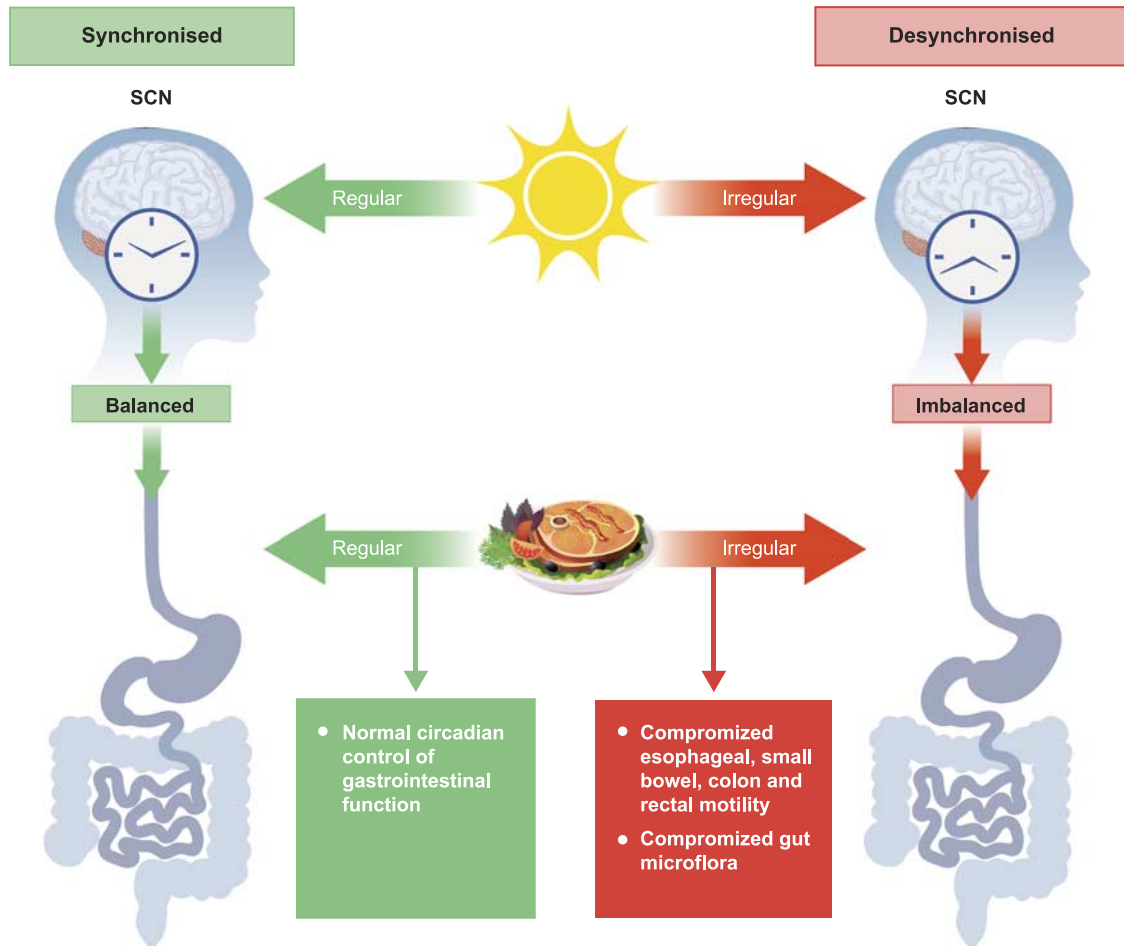 Synchronised
Desynchronised
SCN
SCN
Regular
Irregular
Balanced
Imbalanced
Regular
Irregular
• Normal circadian
control of
gastrointestinal
function
• Compromized
esophageal, small
bowel, colon and
rectal motility
• Compromized gut
microflora